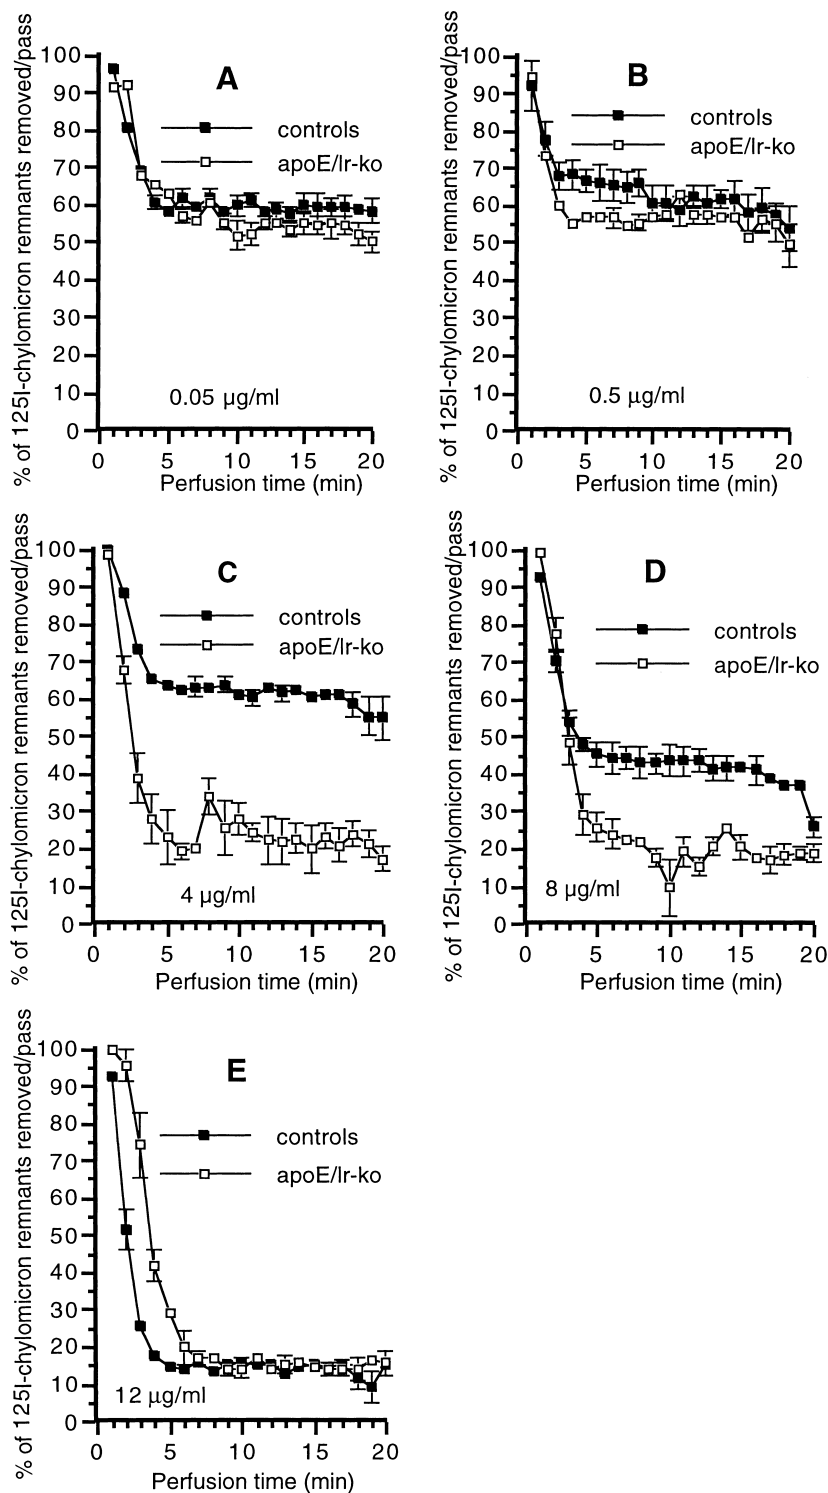 % of 125I-chylomicron remnants removed/pass
A
controls
apoE/lr-ko
100
90
80
70
60
50
40
30
20
10
0
0.05 µg/ml
0 5 10 15 20
Perfusion time (min)
% of 125I-chylomicron remnants removed/pass
B
controls
apoE/lr-ko
100
90
80
70
60
50
40
30
20
10
0
0.5 µg/ml
0 5 10 15 20
Perfusion time (min)
% of 125I-chylomicron remnants removed/pass
C
controls
apoE/lr-ko
100
90
80
70
60
50
40
30
20
10
0
4 µg/ml
0 5 10 15 20
Perfusion time (min)
% of 125I-chylomicron remnants removed/pass
D
controls
apoE/lr-ko
100
90
80
70
60
50
40
30
20
10
0
8 µg/ml
0 5 10 15 20
Perfusion time (min)
% of 125I-chylomicron remnants removed/pass
E
controls
apoE/lr-ko
100
90
80
70
60
50
40
30
20
10
0
12 µg/ml
0 5 10 15 20
Perfusion time (min)